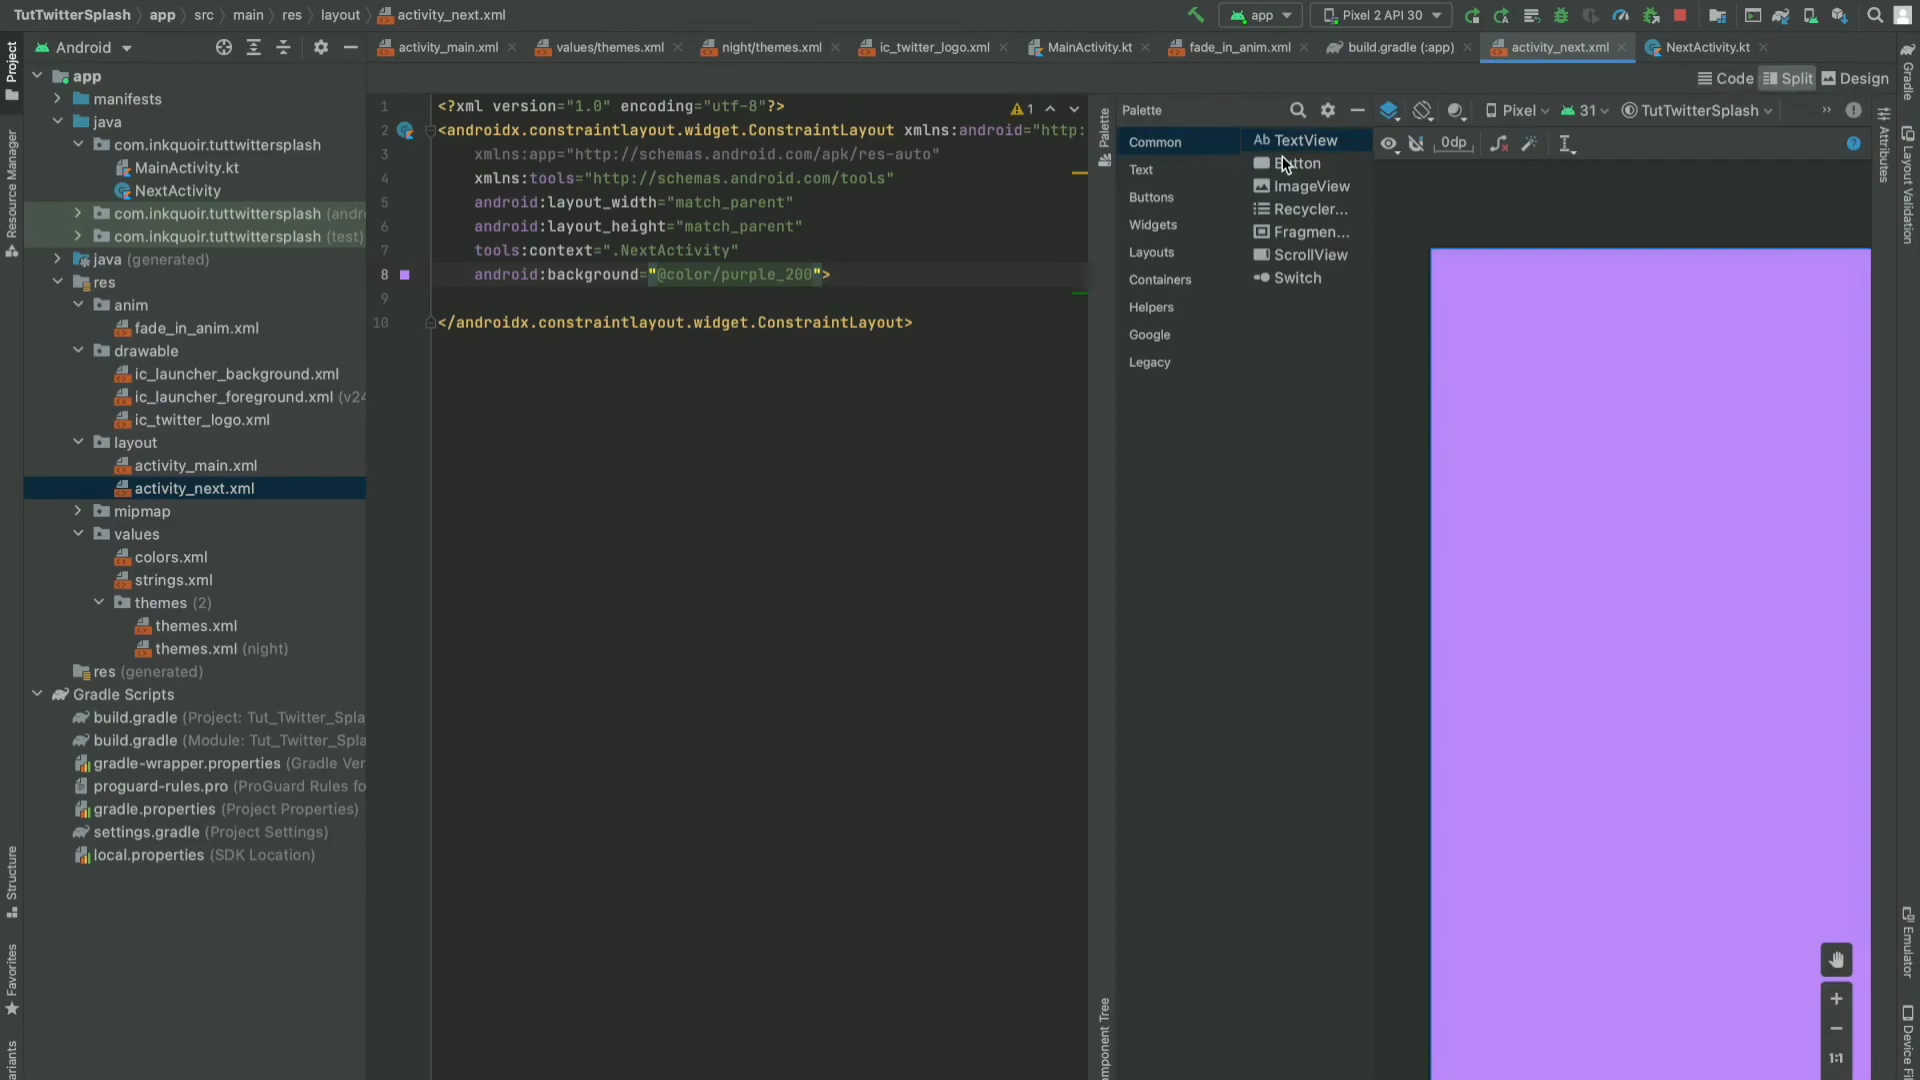 TutTwitterSplash app src main res layout activity_next.xml app Pixel 2 API 30
Android activity_main.xml values/themes.xml night/themes.xml ic_twitter_logo.xml MainActivity.kt fade_in_anim.xml build.gradle (:app) activity_next.xml NextActivity.kt
Code Split Design
Project
Resource Manager
Structure
Favorites
app
manifests
java
com.inkquoir.tuttwittersplash
MainActivity.kt
NextActivity
com.inkquoir.tuttwittersplash (andr
com.inkquoir.tuttwittersplash (test)
java (generated)
res
anim
fade_in_anim.xml
drawable
ic_launcher_background.xml
ic_launcher_foreground.xml (v24
ic_twitter_logo.xml
layout
activity_main.xml
activity_next.xml
mipmap
values
colors.xml
strings.xml
themes (2)
themes.xml
themes.xml (night)
res (generated)
Gradle Scripts
build.gradle (Project: Tut_Twitter_Spla
build.gradle (Module: Tut_Twitter_Spla
gradle-wrapper.properties (Gradle Ver
proguard-rules.pro (ProGuard Rules fo
gradle.properties (Project Properties)
settings.gradle (Project Settings)
local.properties (SDK Location)
1 <?xml version="1.0" encoding="utf-8"?> 1
2 <androidx.constraintlayout.widget.ConstraintLayout xmlns:android="http:
3 xmlns:app="http://schemas.android.com/apk/res-auto"
4 xmlns:tools="http://schemas.android.com/tools"
5 android:layout_width="match_parent"
6 android:layout_height="match_parent"
7 tools:context=".NextActivity"
8 android:background="@color/purple_200">
9
10 </androidx.constraintlayout.widget.ConstraintLayout>
Palette
Component Tree
Palette
Common
Text
Buttons
Widgets
Layouts
Containers
Helpers
Google
Legacy
Ab TextView
Button
ImageView
Recycler...
Fragmen...
ScrollView
Switch
Pixel 31 TutTwitterSplash
0dp
1:1
Attributes
Gradle
Layout Validation
Emulator
Device Fi